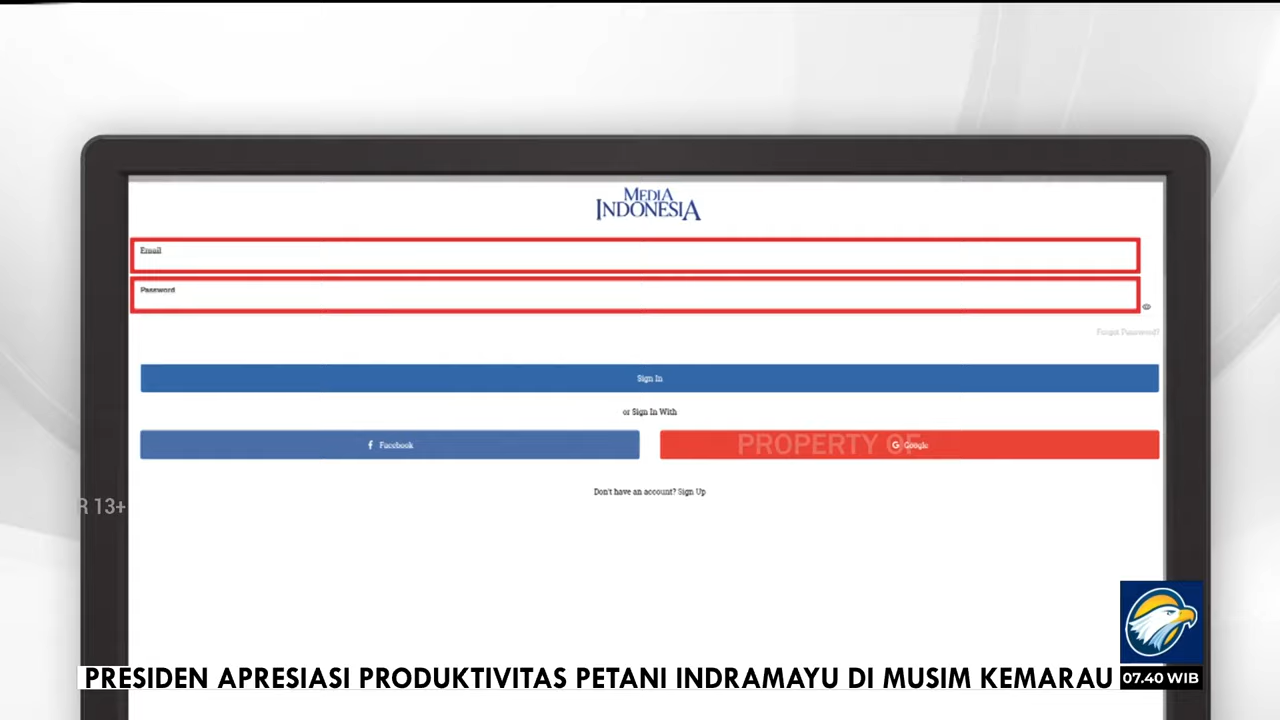 MEDIA
INDONESIA
Email
Password
Forgot Password?
Sign In
or Sign In With
Facebook
PROPERTY OF
G Google
Don't have an account? Sign Up
R 13+
PRESIDEN APRESIASI PRODUKTIVITAS PETANI INDRAMAYU DI MUSIM KEMARAU
07.40 WIB